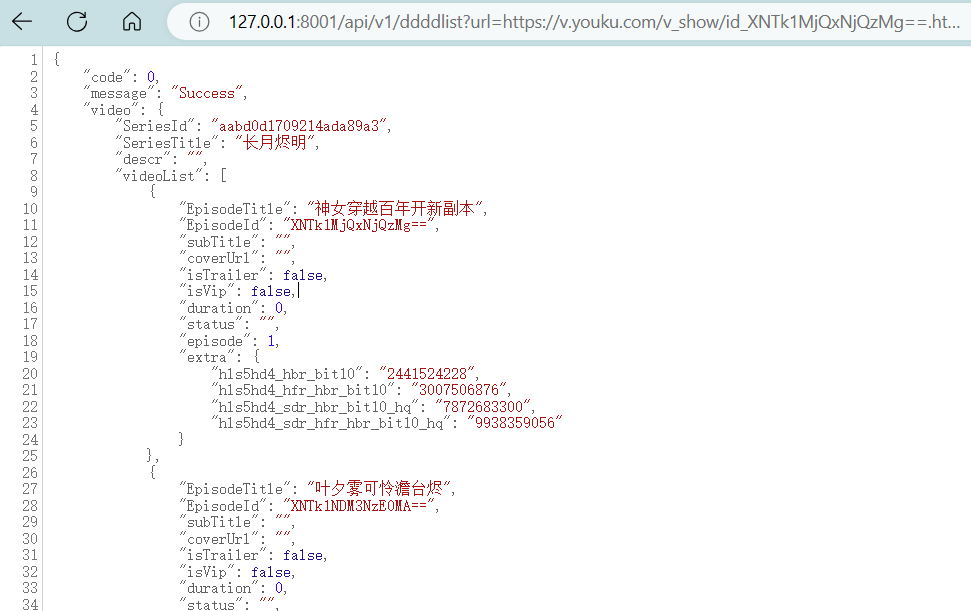 127.0.0.1:8001/api/v1/ddddlist?url=https://v.youku.com/v_show/id_XNTk1MjQxNjQzMg==.ht...
1 {
2 "code": 0,
3 "message": "Success",
4 "video": {
5 "SeriesId": "aabd0d1709214ada89a3",
6 "SeriesTitle": "长月烬明",
7 "descr": "",
8 "videoList": [
9 {
10 "EpisodeTitle": "神女穿越百年开新副本",
11 "EpisodeId": "XNTk1MjQxNjQzMg==",
12 "subTitle": "",
13 "coverUrl": "",
14 "isTrailer": false,
15 "isVip": false,
16 "duration": 0,
17 "status": "",
18 "episode": 1,
19 "extra": {
20 "hls5hd4_hbr_bit10": "2441524228",
21 "hls5hd4_hfr_hbr_bit10": "3007506876",
22 "hls5hd4_sdr_hbr_bit10_hq": "7872683300",
23 "hls5hd4_sdr_hfr_hbr_bit10_hq": "9938359056"
24 }
25 },
26 {
27 "EpisodeTitle": "叶夕雾可怜澹台烬",
28 "EpisodeId": "XNTk1NDM3NzE0MA==",
29 "subTitle": "",
30 "coverUrl": "",
31 "isTrailer": false,
32 "isVip": false,
33 "duration": 0,
34 "status": "",